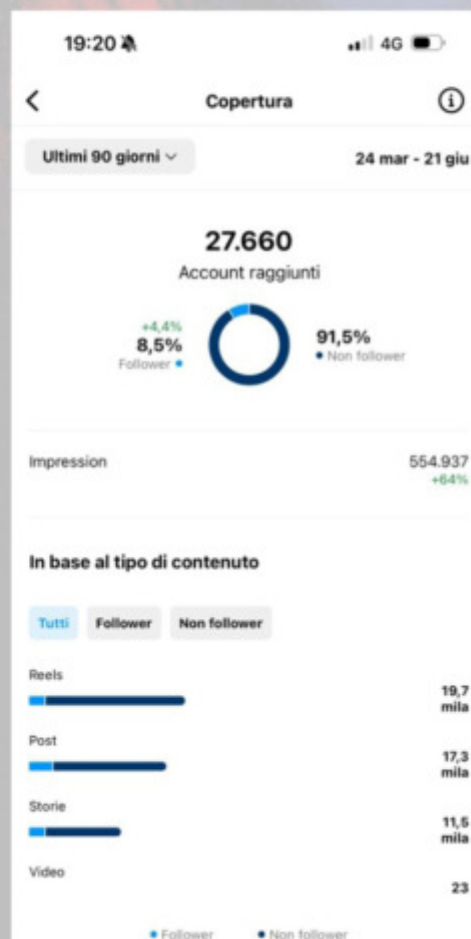 19:20
4G
Copertura
Ultimi 90 giorni
24 mar - 21 giu
27.660
Account raggiunti
+4,4%
8,5%
Follower
91,5%
Non follower
Impression
554.937
+64%
In base al tipo di contenuto
Tutti Follower Non follower
Reels
19,7
mila
Post
17,3
mila
Storie
11,5
mila
Video
23
Follower Non follower